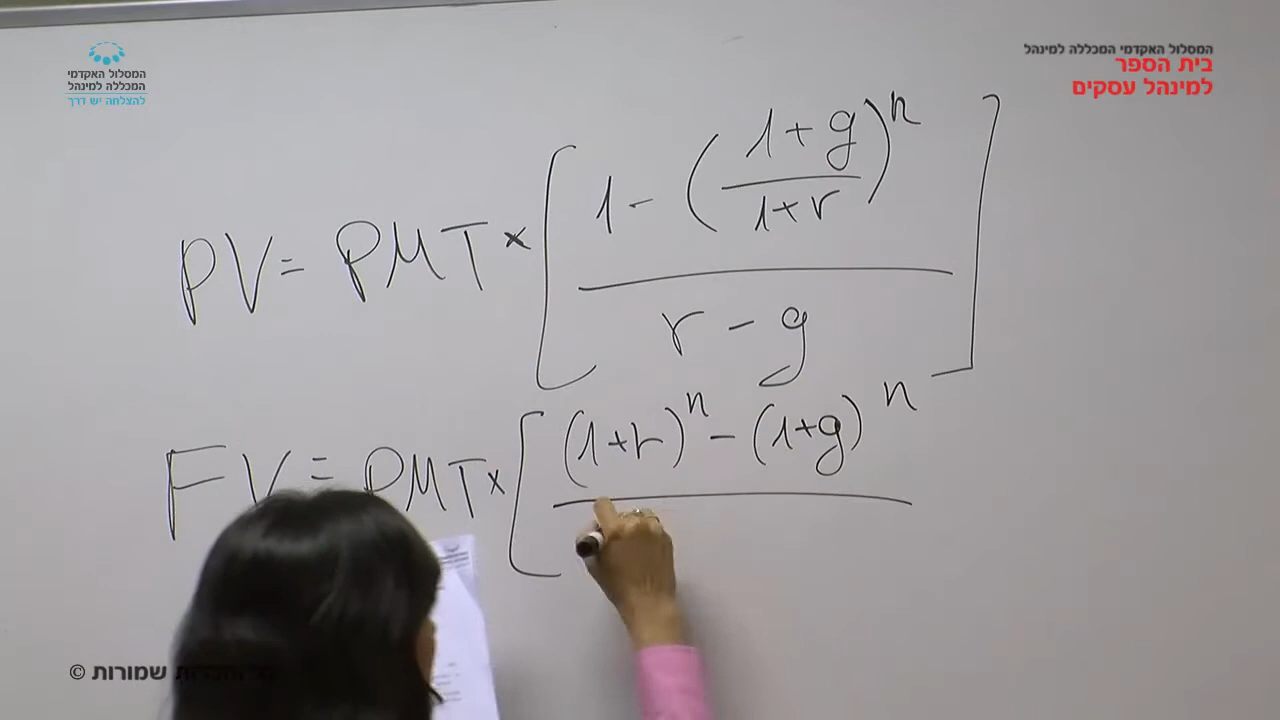 המסלול האקדמי המכללה למינהל
בית הספר
למינהל עסקים
המסלול האקדמי
המכללה למינהל
להצלחה יש דרך
PV = PMT × [ (1 - ((1+g)/(1+r))^n) / (r - g) ]
FV = PMT × [ (1+r)^n - (1+g)^n
שמורות ©